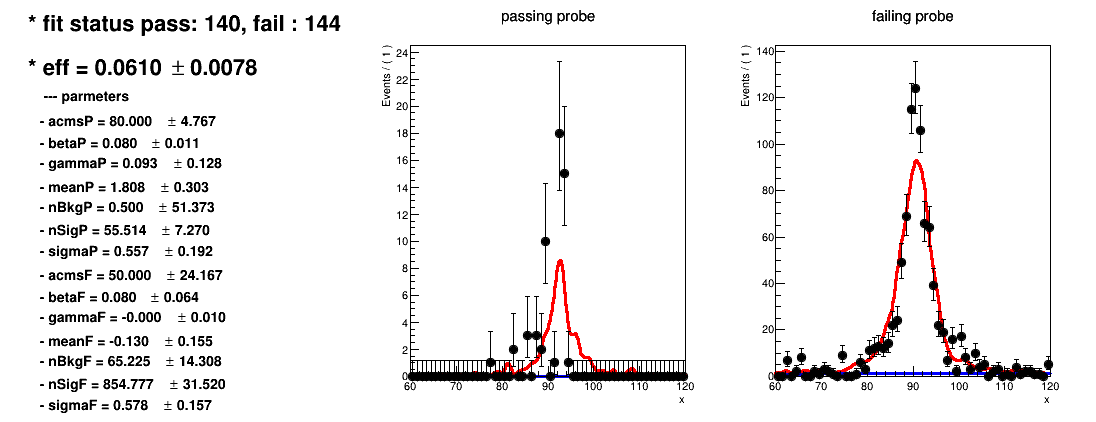 * fit status pass: 140, fail : 144
* eff = 0.0610 ± 0.0078
--- parmeters
- acmsP = 80.000 ± 4.767
- betaP = 0.080 ± 0.011
- gammaP = 0.093 ± 0.128
- meanP = 1.808 ± 0.303
- nBkgP = 0.500 ± 51.373
- nSigP = 55.514 ± 7.270
- sigmaP = 0.557 ± 0.192
- acmsF = 50.000 ± 24.167
- betaF = 0.080 ± 0.064
- gammaF = -0.000 ± 0.010
- meanF = -0.130 ± 0.155
- nBkgF = 65.225 ± 14.308
- nSigF = 854.777 ± 31.520
- sigmaF = 0.578 ± 0.157
passing probe
Events / ( 1 )
24
22
20
18
16
14
12
10
8
6
4
2
0
60 70 80 90 100 110 120
x
failing probe
Events / ( 1 )
140
120
100
80
60
40
20
0
60 70 80 90 100 110 120
x